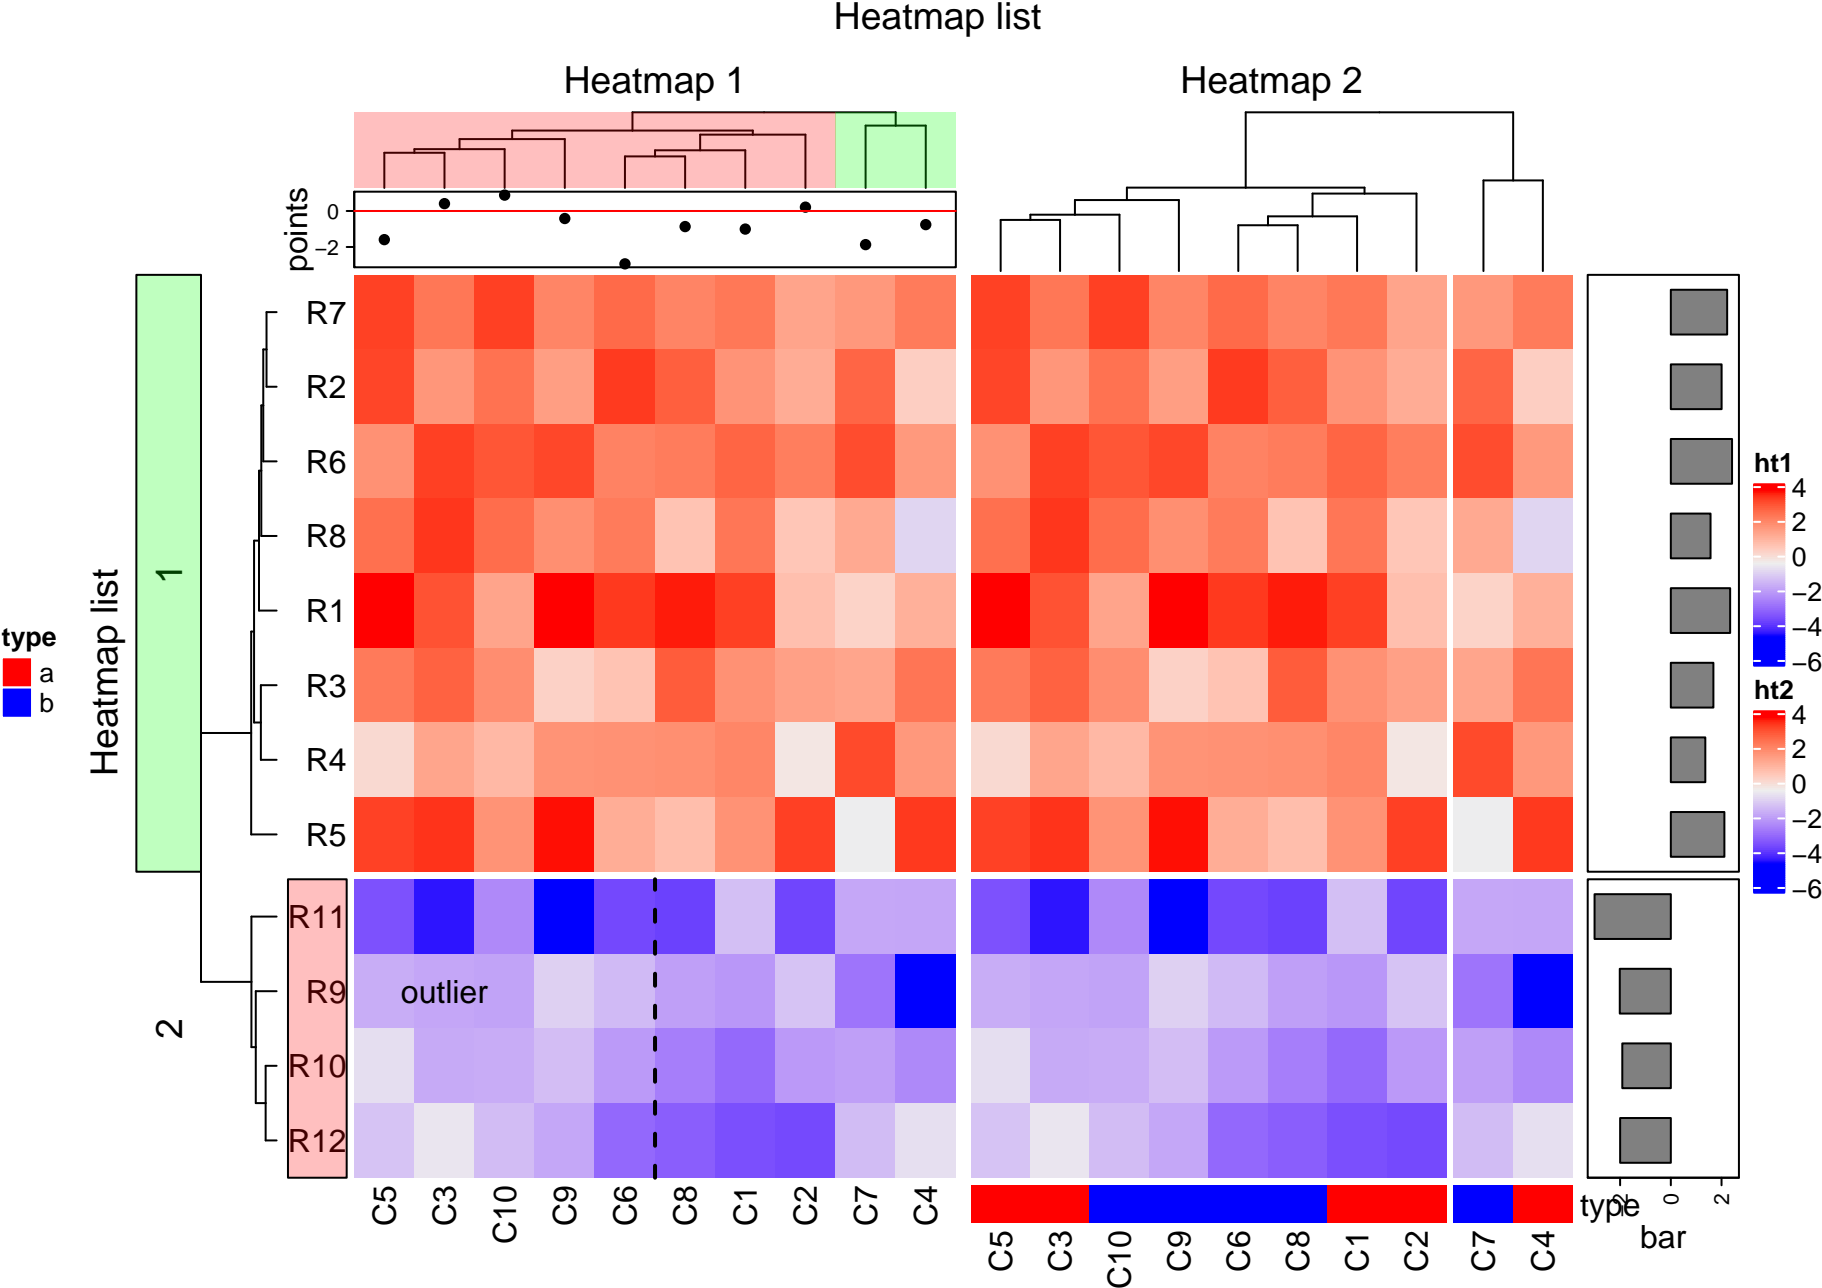 Heatmap list
Heatmap 1
Heatmap 2
points
0
−2
Heatmap list
1
2
R7
R2
R6
R8
R1
R3
R4
R5
R11
R9
R10
R12
outlier
type
a
b
C5 C3 C10 C9 C6 C8 C1 C2 C7 C4
C5 C3 C10 C9 C6 C8 C1 C2 C7 C4
type
−2 0 2
bar
ht1
4
2
0
−2
−4
−6
ht2
4
2
0
−2
−4
−6